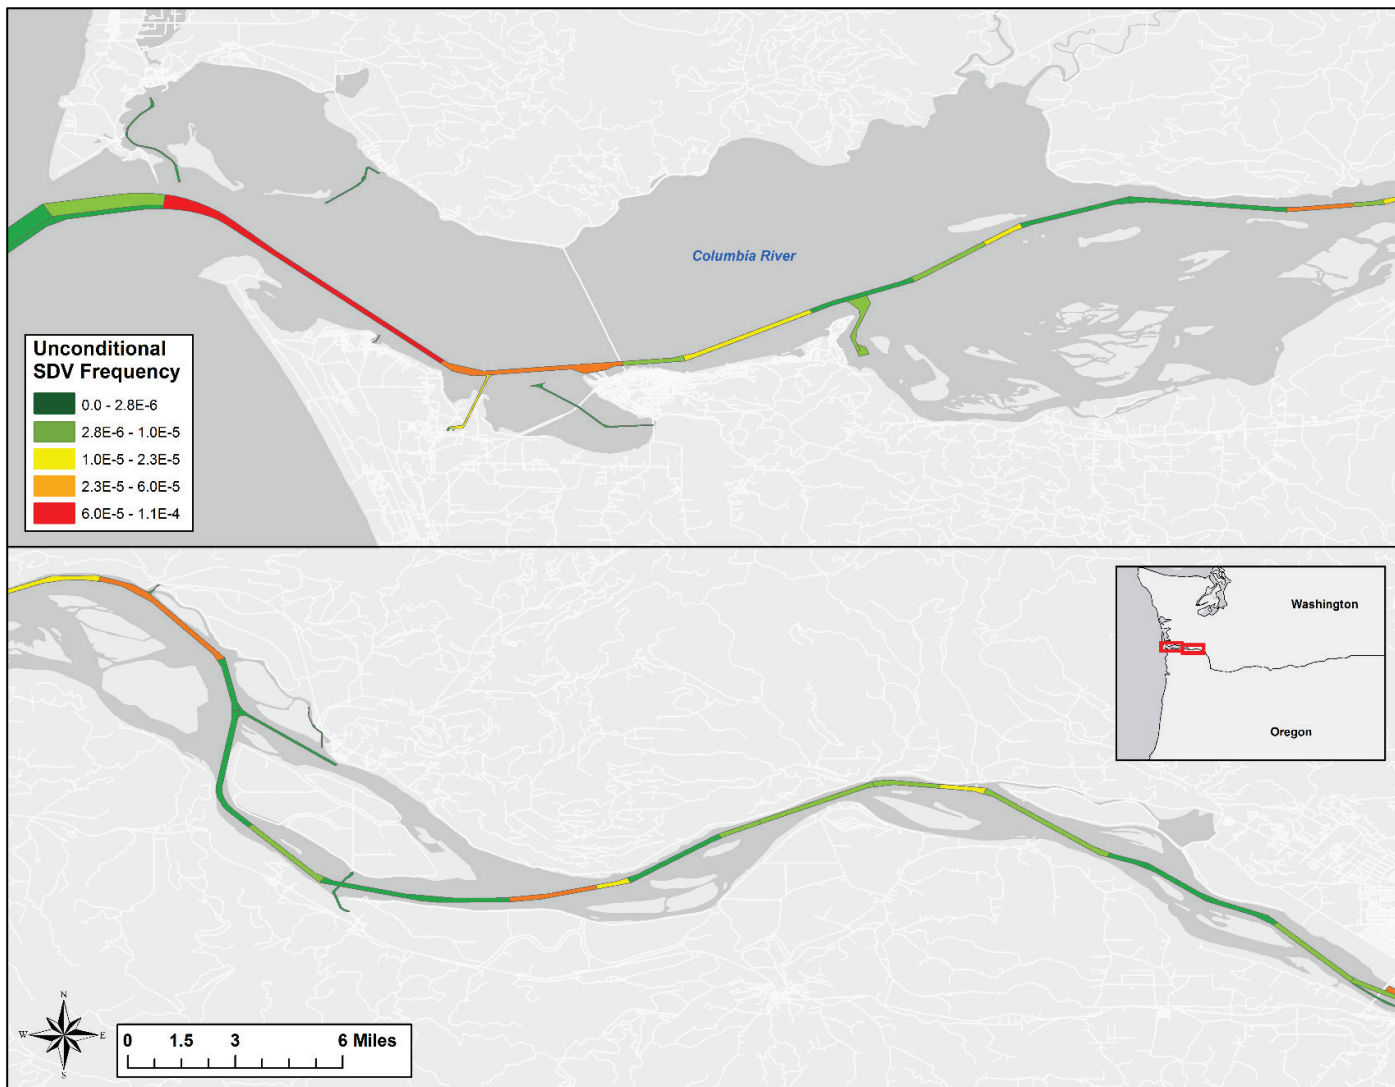 Columbia River
Unconditional
SDV Frequency
0.0 - 2.8E-6
2.8E-6 - 1.0E-5
1.0E-5 - 2.3E-5
2.3E-5 - 6.0E-5
6.0E-5 - 1.1E-4
Washington
Oregon
N
W E
S
0 1.5 3 6 Miles